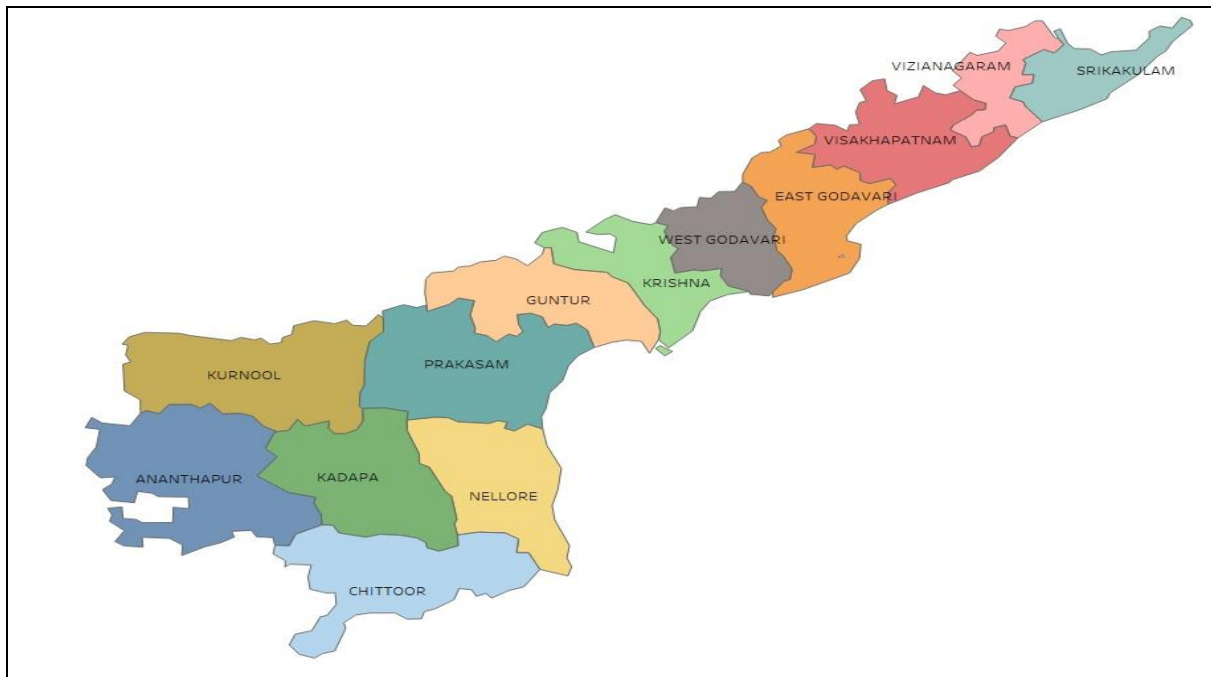 VIZIANAGARAM
SRIKAKULAM
VISAKHAPATNAM
EAST GODAVARI
WEST GODAVARI
KRISHNA
GUNTUR
PRAKASAM
KURNOOL
ANANTHAPUR
KADAPA
NELLORE
CHITTOOR